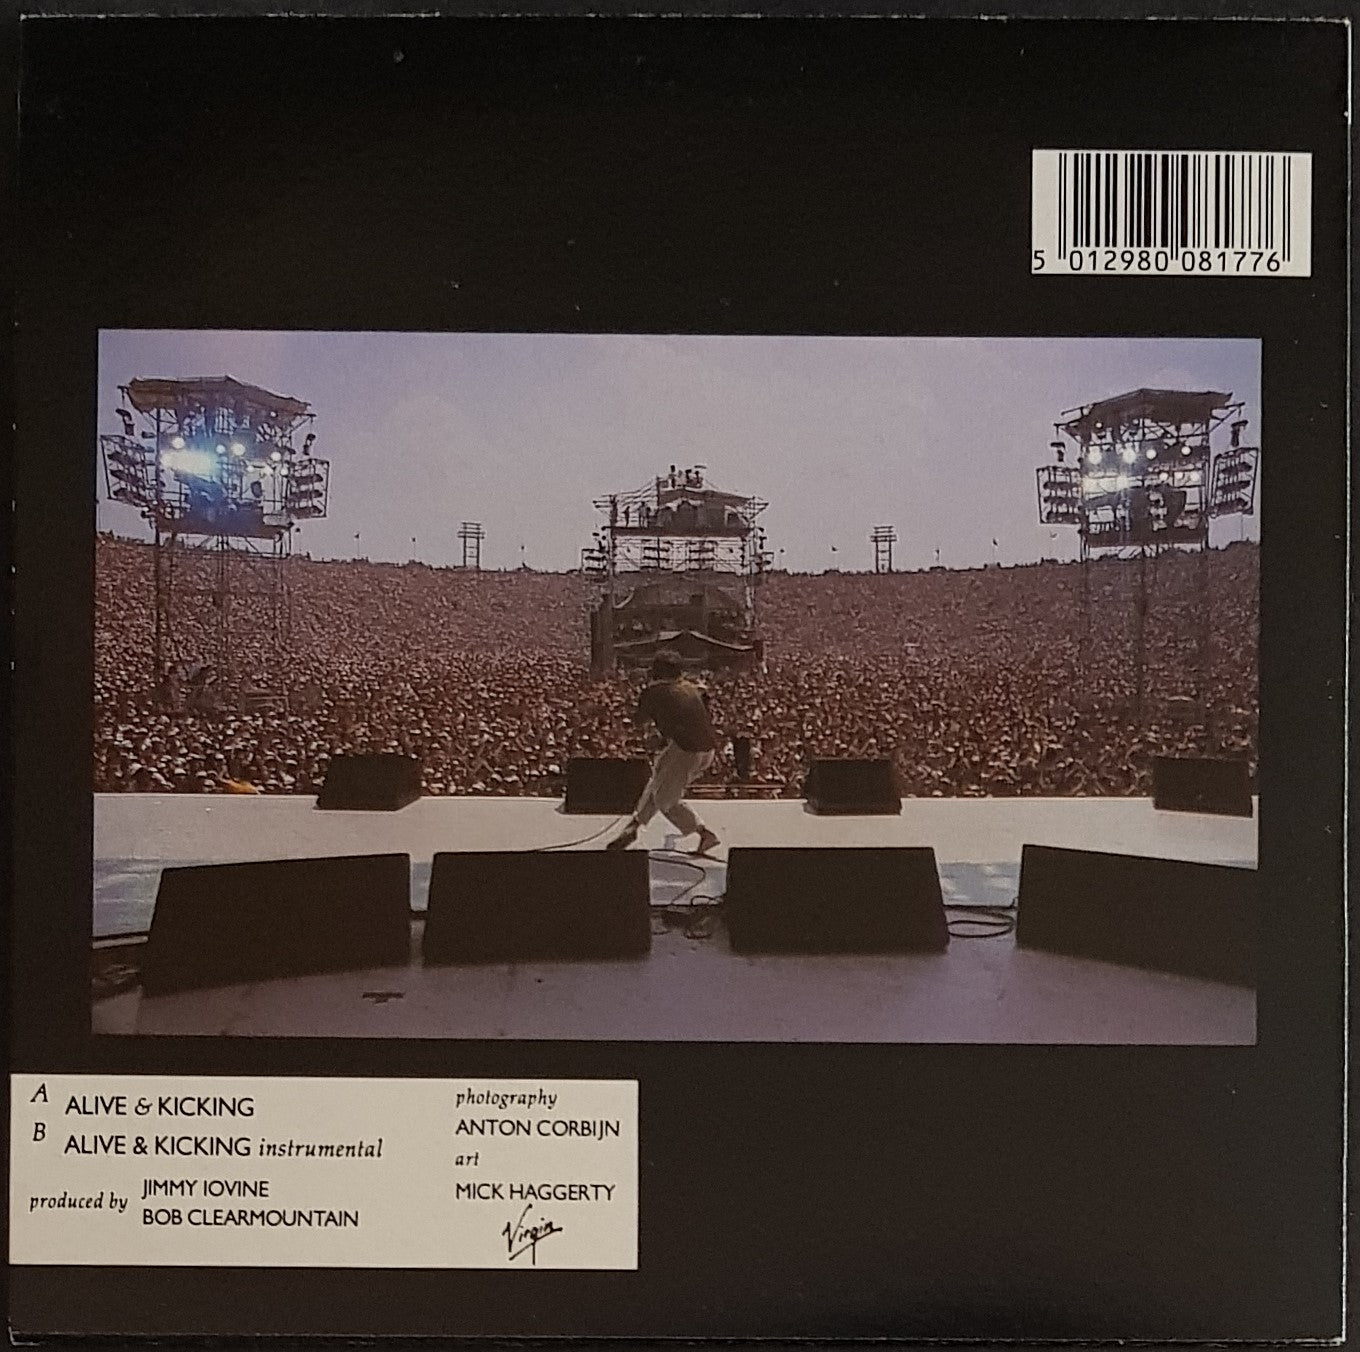 5 012980 081776
A ALIVE & KICKING
B ALIVE & KICKING instrumental
produced by JIMMY IOVINE
BOB CLEARMOUNTAIN
photography
ANTON CORBIJN
art
MICK HAGGERTY
Virgin